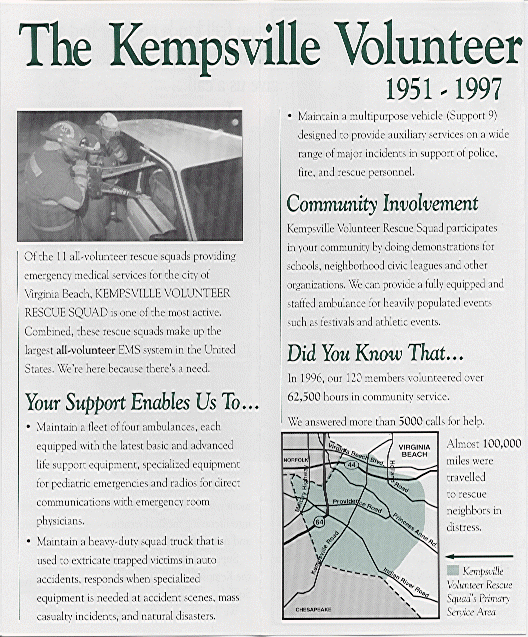 The Kempsville Volunteer
1951 - 1997
Of the 11 all-volunteer rescue squads providing
emergency medical services for the city of
Virginia Beach, KEMPSVILLE VOLUNTEER
RESCUE SQUAD is one of the most active.
Combined, these rescue squads make up the
largest all-volunteer EMS system in the United
States. We're here because there's a need.
Your Support Enables Us To...
• Maintain a fleet of four ambulances, each
equipped with the latest basic and advanced
life support equipment, specialized equipment
for pediatric emergencies and radios for direct
communications with emergency room
physicians.
• Maintain a heavy-duty squad truck that is
used to extricate trapped victims in auto
accidents, responds when specialized
equipment is needed at accident scenes, mass
casualty incidents, and natural disasters.
• Maintain a multipurpose vehicle (Support 9)
designed to provide auxiliary services on a wide
range of major incidents in support of police,
fire, and rescue personnel.
Community Involvement
Kempsville Volunteer Rescue Squad participates
in your community by doing demonstrations for
schools, neighborhood civic leagues and other
organizations. We can provide a fully equipped and
staffed ambulance for heavily populated events
such as festivals and athletic events.
Did You Know That...
In 1996, our 120 members volunteered over
62,500 hours in community service.
We answered more than 5000 calls for help.
Almost 100,000
miles were
travelled
to rescue
neighbors in
distress.
Kempsville
Volunteer Rescue
Squad's Primary
Service Area
VIRGINIA
BEACH
NORFOLK
Virginia Beach Blvd.
44
Road
Providence Road
Princess Anne Rd.
64
Kempsville Road
Indian River Road
CHESAPEAKE